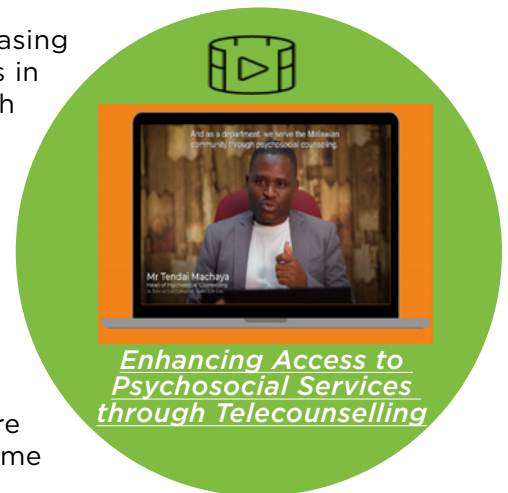 easing
s in
h
And as a department, we serve the Malawian
community through psychosocial counseling.
Mr Tendai Machaya
Head of Psychosocial Counselling
Enhancing Access to
Psychosocial Services
through Telecounselling
re
me